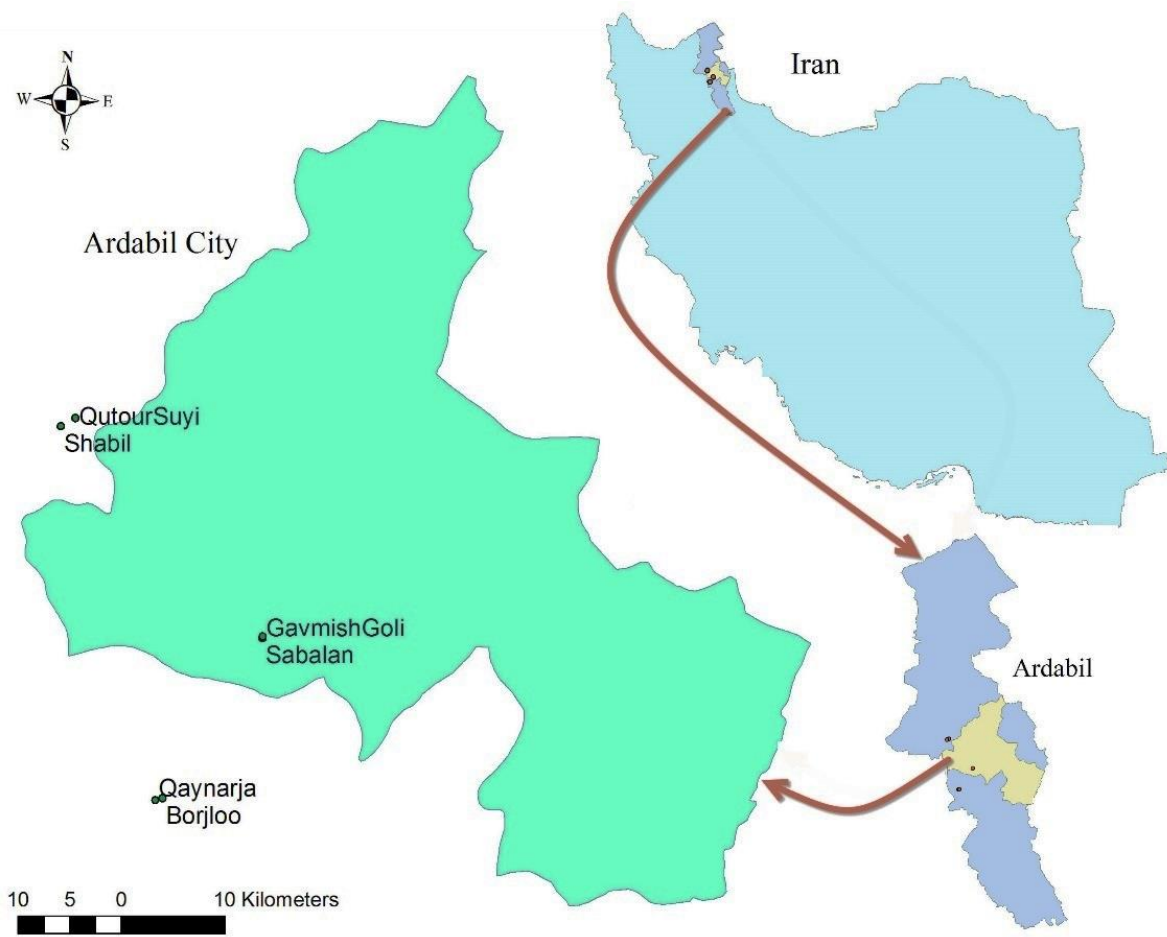 N
W E
S
Iran
Ardabil City
QutourSuyi
Shabil
GavmishGoli
Sabalan
Ardabil
Qaynarja
Borjloo
10 5 0 10 Kilometers